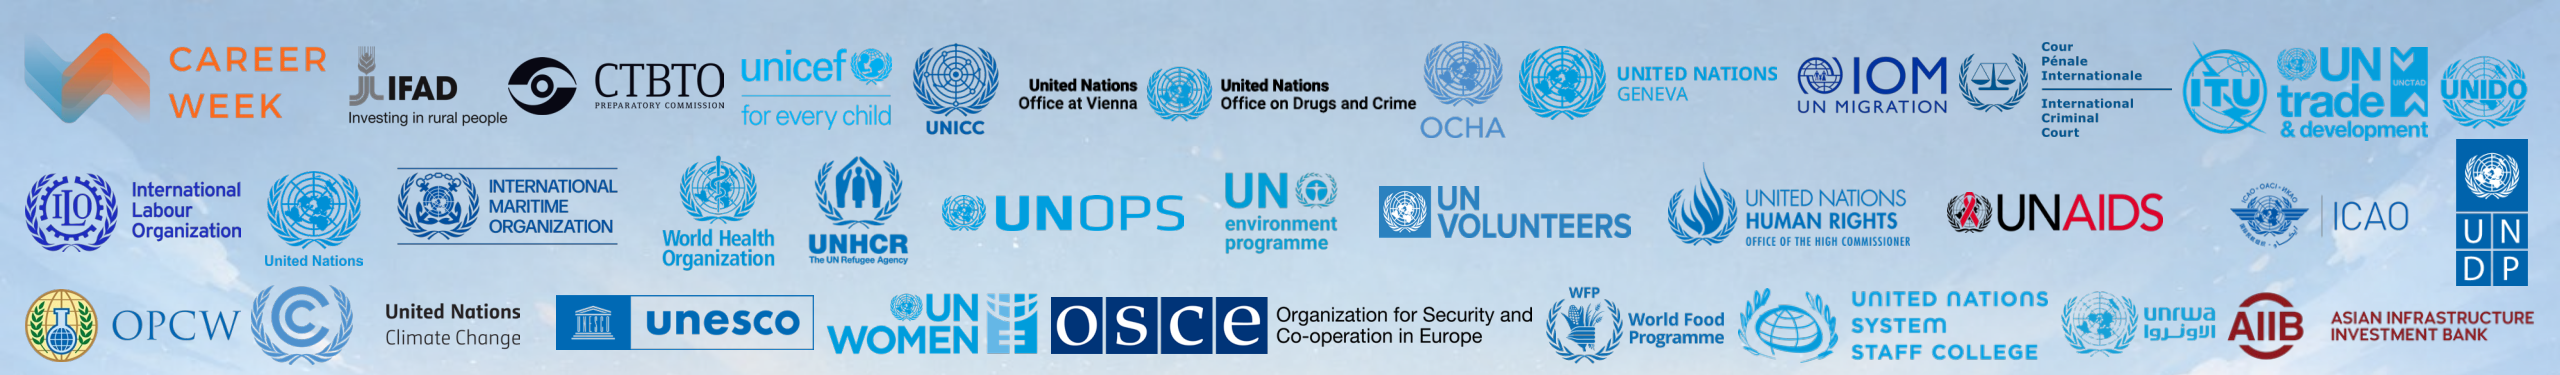 CAREER
WEEK
IFAD
Investing in rural people
CTBTO
PREPARATORY COMMISSION
unicef
for every child
UNICC
United Nations
Office at Vienna
United Nations
Office on Drugs and Crime
OCHA
UNITED NATIONS
GENEVA
IOM
UN MIGRATION
Cour
Pénale
Internationale
International
Criminal
Court
ITU
UN
UNCTAD
trade
& development
UNIDO
ILO
International
Labour
Organization
United Nations
INTERNATIONAL
MARITIME
ORGANIZATION
World Health
Organization
UNHCR
The UN Refugee Agency
UNOPS
UN
environment
programme
UN
VOLUNTEERS
UNITED NATIONS
HUMAN RIGHTS
OFFICE OF THE HIGH COMMISSIONER
UNAIDS
ICAO
UN
DP
OPCW
United Nations
Climate Change
unesco
UN
WOMEN
osce
Organization for Security and
Co-operation in Europe
WFP
World Food
Programme
UNITED NATIONS
SYSTEM
STAFF COLLEGE
unrwa
الأونروا
AIIB
ASIAN INFRASTRUCTURE
INVESTMENT BANK